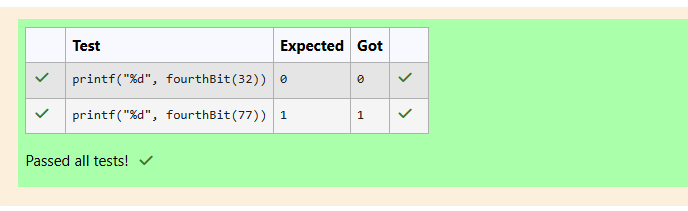 Test Expected Got
printf("%d", fourthBit(32)) 0 0
printf("%d", fourthBit(77)) 1 1
Passed all tests!